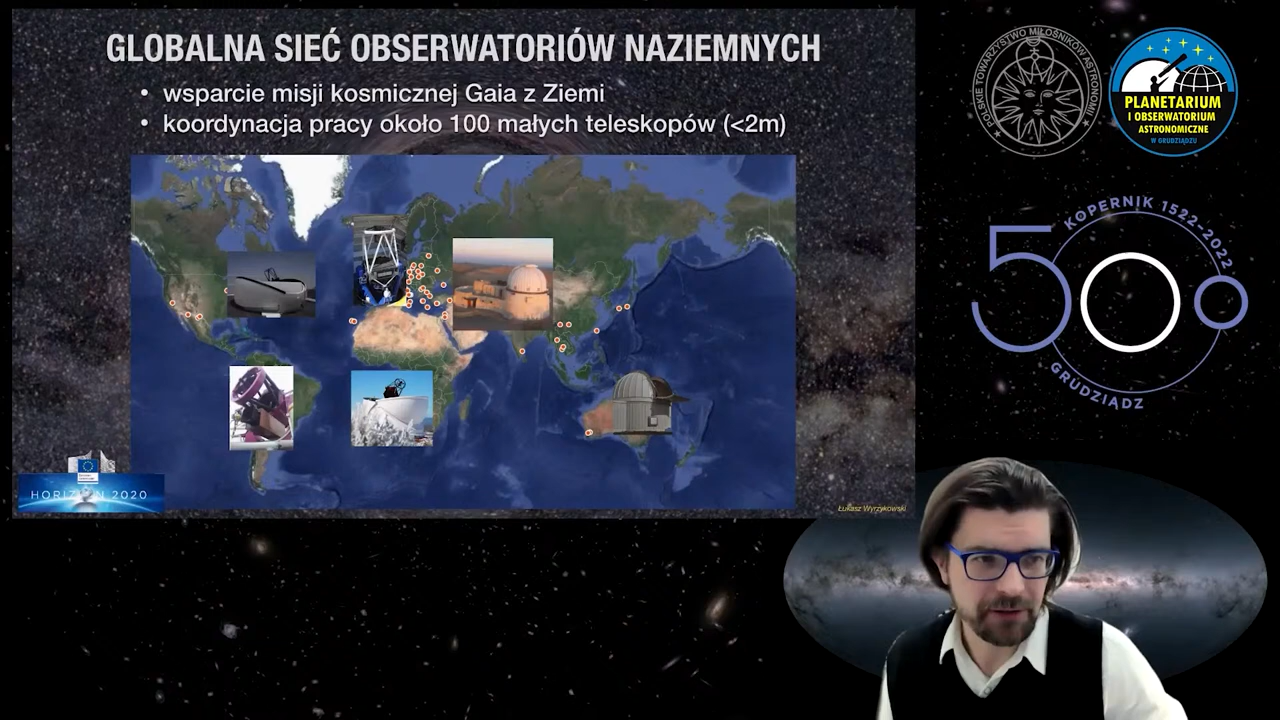 GLOBALNA SIEĆ OBSERWATORIÓW NAZIEMNYCH
• wsparcie misji kosmicznej Gaia z Ziemi
• koordynacja pracy około 100 małych teleskopów (<2m)
HORIZON 2020
Łukasz Wyrzykowski
POLSKIE TOWARZYSTWO MIŁOŚNIKÓW ASTRONOMII
PLANETARIUM
I OBSERWATORIUM
ASTRONOMICZNE
W GRUDZIĄDZU
KOPERNIK 1522-2022
500
GRUDZIĄDZ